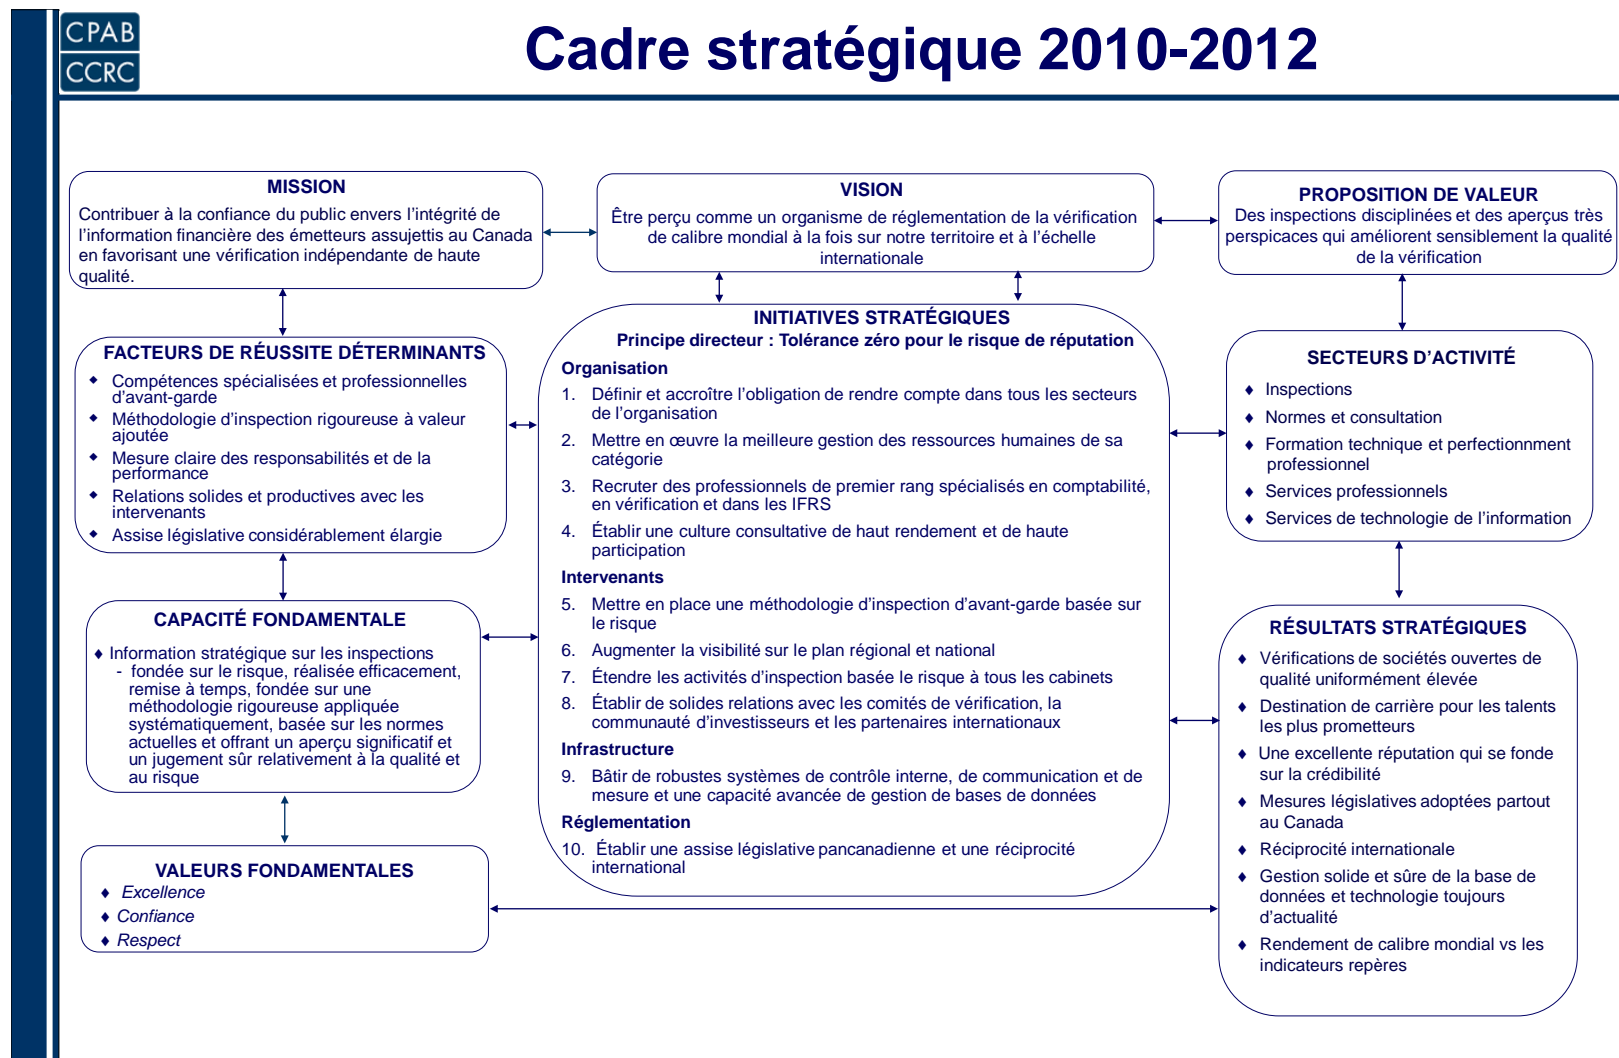 CPAB
CCRC
Cadre stratégique 2010-2012
MISSION
Contribuer à la confiance du public envers l'intégrité de
l'information financière des émetteurs assujettis au Canada
en favorisant une vérification indépendante de haute
qualité.
VISION
Être perçu comme un organisme de réglementation de la vérification
de calibre mondial à la fois sur notre territoire et à l'échelle
internationale
PROPOSITION DE VALEUR
Des inspections disciplinées et des aperçus très
perspicaces qui améliorent sensiblement la qualité
de la vérification
FACTEURS DE RÉUSSITE DÉTERMINANTS
◆ Compétences spécialisées et professionnelles
d'avant-garde
◆ Méthodologie d'inspection rigoureuse à valeur
ajoutée
◆ Mesure claire des responsabilités et de la
performance
◆ Relations solides et productives avec les
intervenants
◆ Assise législative considérablement élargie
CAPACITÉ FONDAMENTALE
♦ Information stratégique sur les inspections
- fondée sur le risque, réalisée efficacement,
remise à temps, fondée sur une
méthodologie rigoureuse appliquée
systématiquement, basée sur les normes
actuelles et offrant un aperçu significatif et
un jugement sûr relativement à la qualité et
au risque
VALEURS FONDAMENTALES
♦ Excellence
♦ Confiance
♦ Respect
INITIATIVES STRATÉGIQUES
Principe directeur : Tolérance zéro pour le risque de réputation
Organisation
1. Définir et accroître l'obligation de rendre compte dans tous les secteurs
de l'organisation
2. Mettre en œuvre la meilleure gestion des ressources humaines de sa
catégorie
3. Recruter des professionnels de premier rang spécialisés en comptabilité,
en vérification et dans les IFRS
4. Établir une culture consultative de haut rendement et de haute
participation
Intervenants
5. Mettre en place une méthodologie d'inspection d'avant-garde basée sur
le risque
6. Augmenter la visibilité sur le plan régional et national
7. Étendre les activités d'inspection basée le risque à tous les cabinets
8. Établir de solides relations avec les comités de vérification, la
communauté d'investisseurs et les partenaires internationaux
Infrastructure
9. Bâtir de robustes systèmes de contrôle interne, de communication et de
mesure et une capacité avancée de gestion de bases de données
Réglementation
10. Établir une assise législative pancanadienne et une réciprocité
international
SECTEURS D'ACTIVITÉ
♦ Inspections
♦ Normes et consultation
♦ Formation technique et perfectionnment
professionnel
♦ Services professionnels
♦ Services de technologie de l'information
RÉSULTATS STRATÉGIQUES
♦ Vérifications de sociétés ouvertes de
qualité uniformément élevée
♦ Destination de carrière pour les talents
les plus prometteurs
♦ Une excellente réputation qui se fonde
sur la crédibilité
♦ Mesures législatives adoptées partout
au Canada
♦ Réciprocité internationale
♦ Gestion solide et sûre de la base de
données et technologie toujours
d'actualité
♦ Rendement de calibre mondial vs les
indicateurs repères